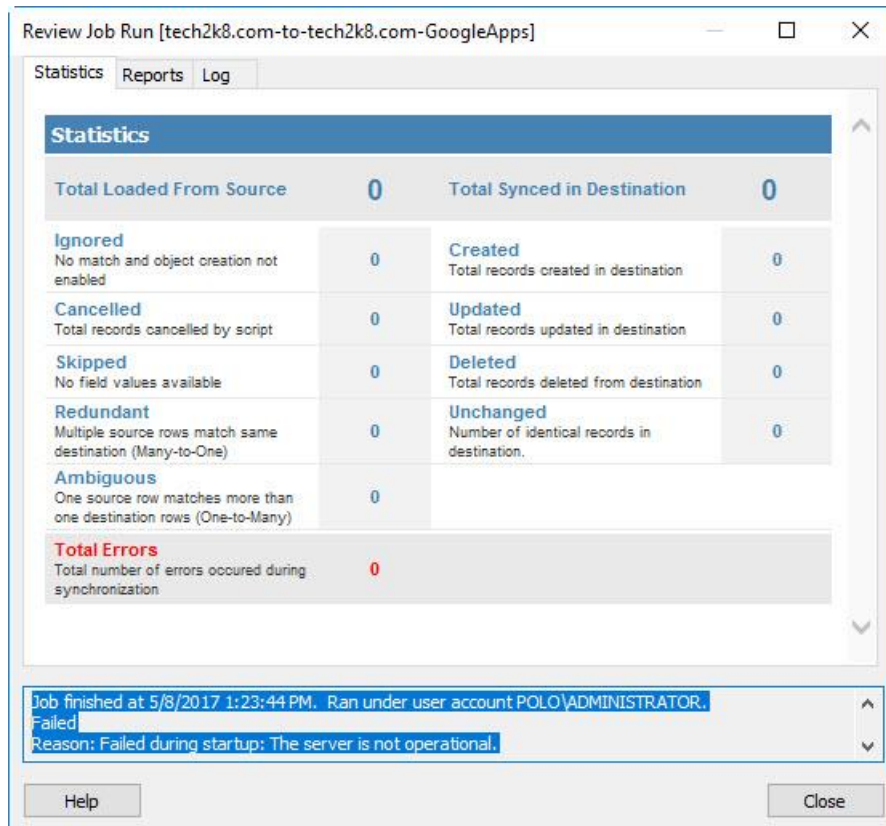 Review Job Run [tech2k8.com-to-tech2k8.com-GoogleApps]
Statistics Reports Log
Statistics
Total Loaded From Source 0 Total Synced in Destination 0
Ignored
No match and object creation not
enabled
0
Created
Total records created in destination
0
Cancelled
Total records cancelled by script
0
Updated
Total records updated in destination
0
Skipped
No field values available
0
Deleted
Total records deleted from destination
0
Redundant
Multiple source rows match same
destination (Many-to-One)
0
Unchanged
Number of identical records in
destination.
0
Ambiguous
One source row matches more than
one destination rows (One-to-Many)
0
Total Errors
Total number of errors occured during
synchronization
0
Job finished at 5/8/2017 1:23:44 PM. Ran under user account POLO\ADMINISTRATOR.
Failed
Reason: Failed during startup: The server is not operational.
Help Close